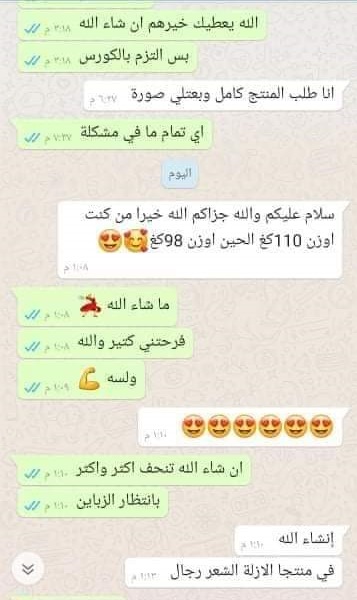 الله يعطيك خيرهم ان شاء الله ٣:١٨ م
بس التزم بالكورس ٣:١٨ م
انا طلب المنتج كامل وبعتلي صورة ٦:٢٧ م
اي تمام ما في مشكلة ٧:٢٧ م
اليوم
سلام عليكم والله جزاكم الله خيرا من كنت
اوزن 110كغ الحين اوزن 98كغ🥰😍
١:٠٨ م
ما شاء الله 💃 ١:٠٨ م
فرحتني كتير والله ١:٠٨ م
ولسه 💪 ١:٠٩ م
😍😍😍😍😍😍 ١:١٠ م
ان شاء الله تنحف اكثر واكثر ١:١٠ م
بانتظار الزباين ١:١٠ م
إنشاء الله ١:١٠ م
في منتجا الازلة الشعر رجال ١:١٣ م